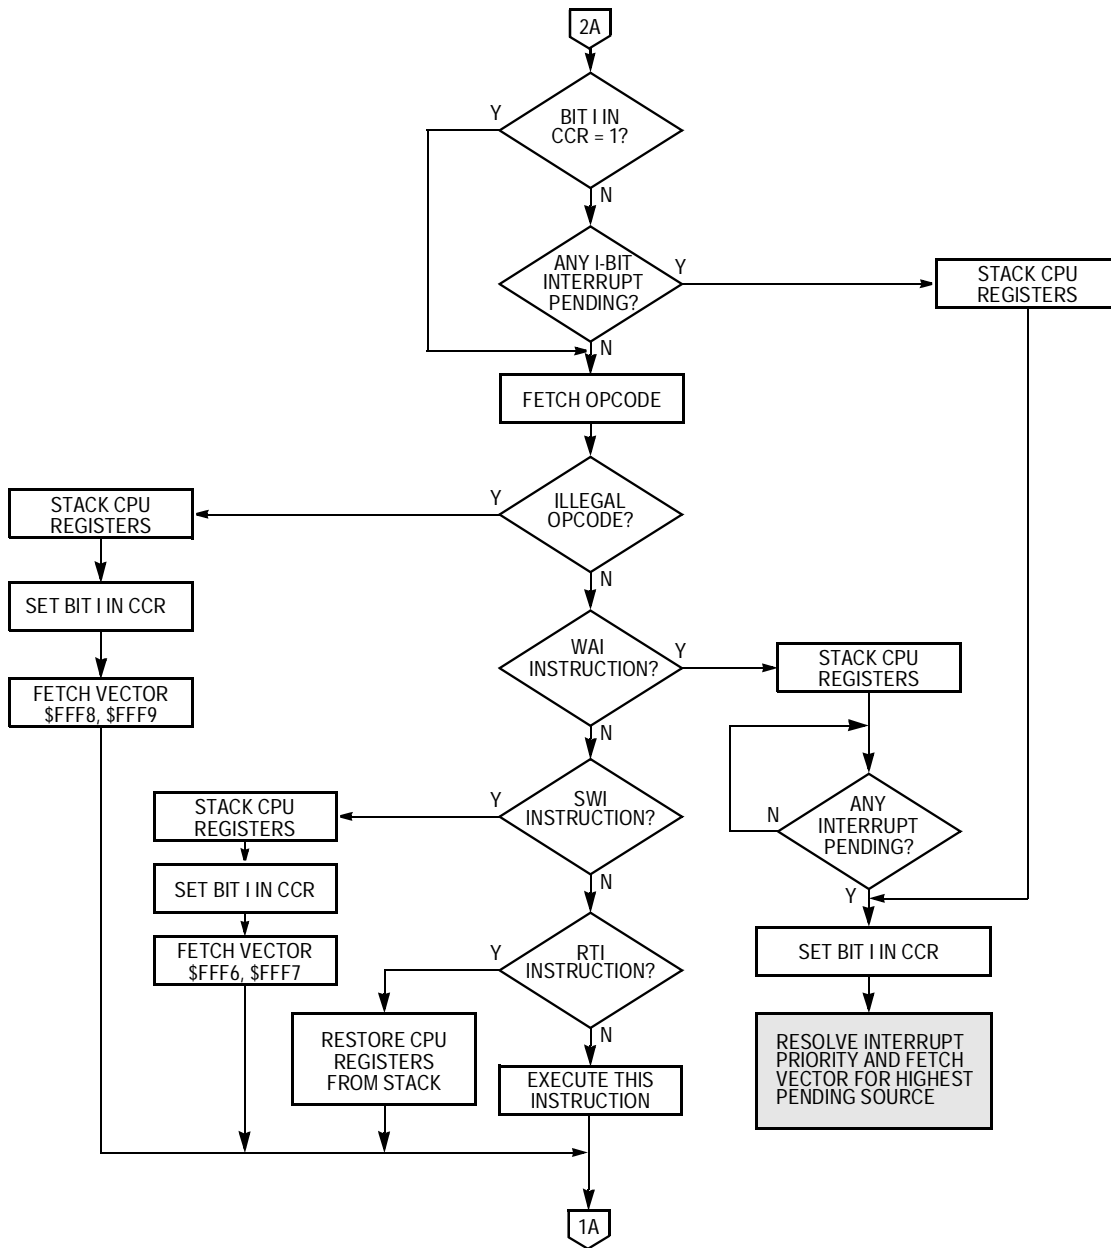 2A
Y
BIT I IN
CCR = 1?
N
ANY I-BIT
INTERRUPT
PENDING?
Y
STACK CPU
REGISTERS
N
FETCH OPCODE
STACK CPU
REGISTERS
Y
ILLEGAL
OPCODE?
N
SET BIT I IN CCR
WAI
INSTRUCTION?
Y
STACK CPU
REGISTERS
FETCH VECTOR
$FFF8, $FFF9
N
STACK CPU
REGISTERS
Y
SWI
INSTRUCTION?
N
ANY
INTERRUPT
PENDING?
SET BIT I IN CCR
N
Y
FETCH VECTOR
$FFF6, $FFF7
Y
RTI
INSTRUCTION?
SET BIT I IN CCR
N
RESTORE CPU
REGISTERS
FROM STACK
EXECUTE THIS
INSTRUCTION
RESOLVE INTERRUPT
PRIORITY AND FETCH
VECTOR FOR HIGHEST
PENDING SOURCE
1A